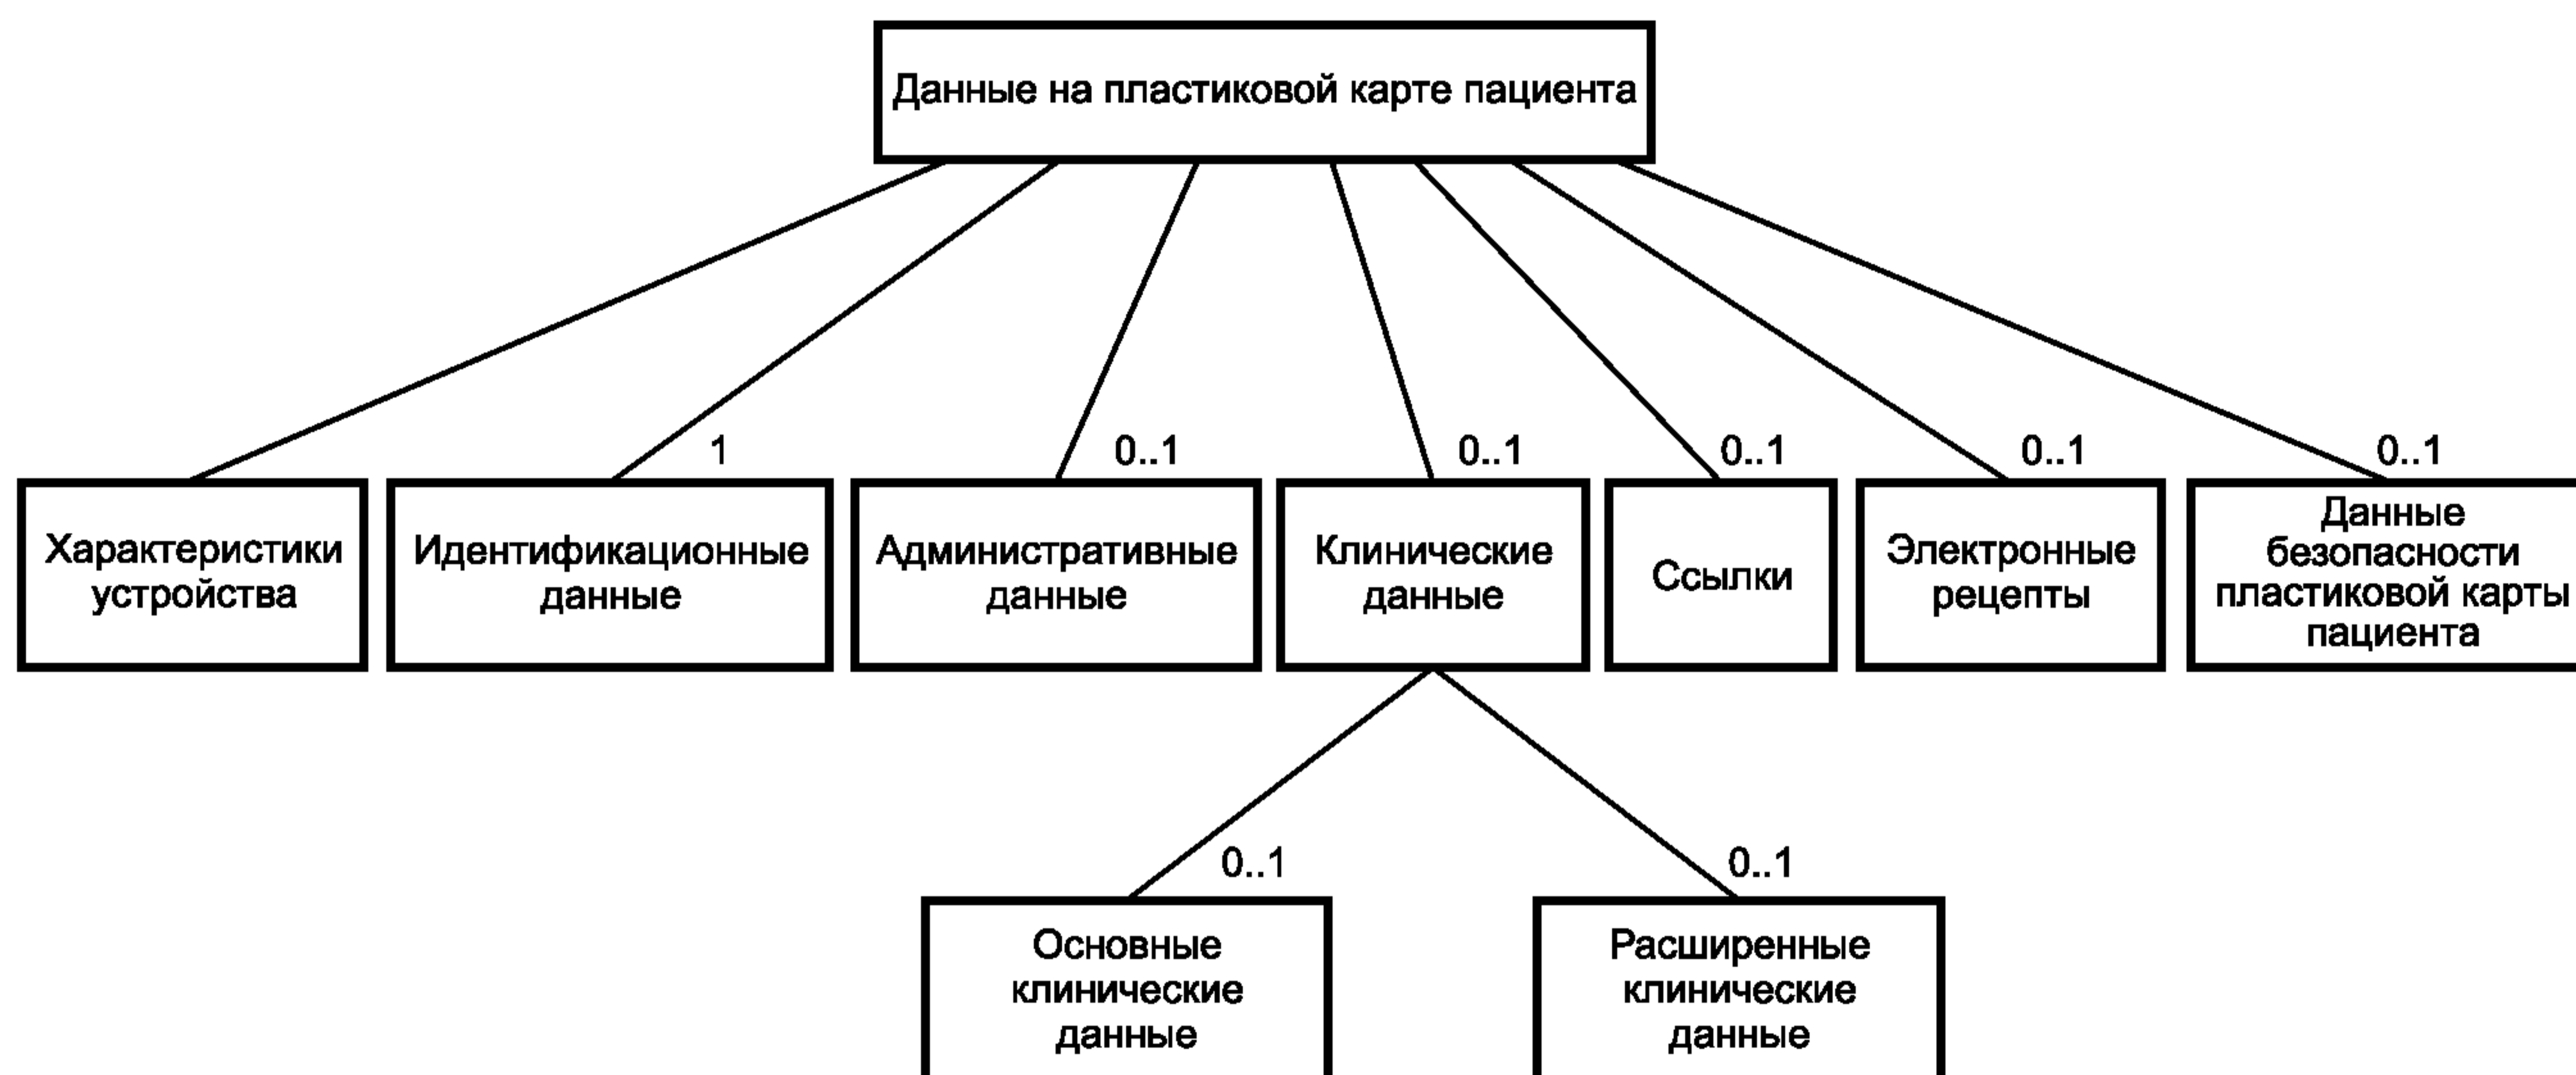 Данные на пластиковой карте пациента
1
0..1
0..1
0..1
0..1
0..1
Характеристики
устройства
Идентификационные
данные
Административные
данные
Клинические
данные
Ссылки
Электронные
рецепты
Данные
безопасности
пластиковой карты
пациента
0..1
0..1
Основные
клинические
данные
Расширенные
клинические
данные